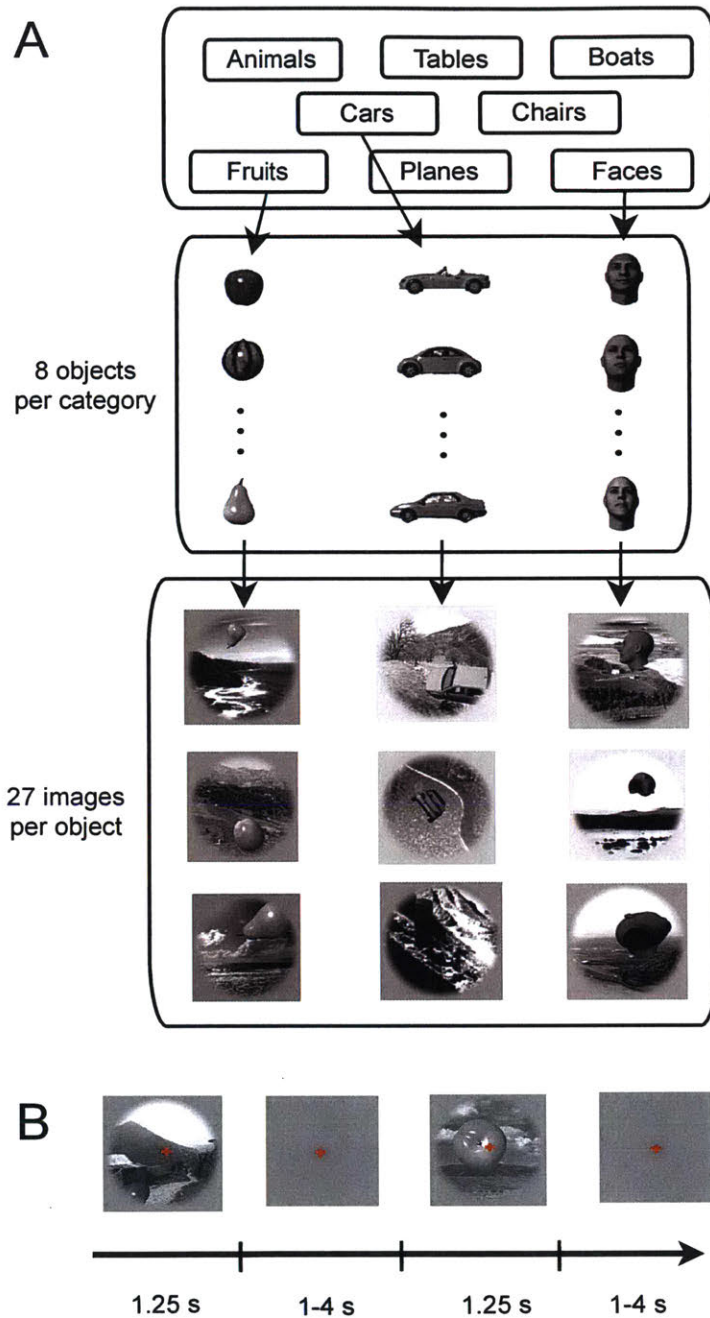 A
Animals
Tables
Boats
Cars
Chairs
Fruits
Planes
Faces
8 objects
per category
27 images
per object
B
1.25 s
1-4 s
1.25 s
1-4 s